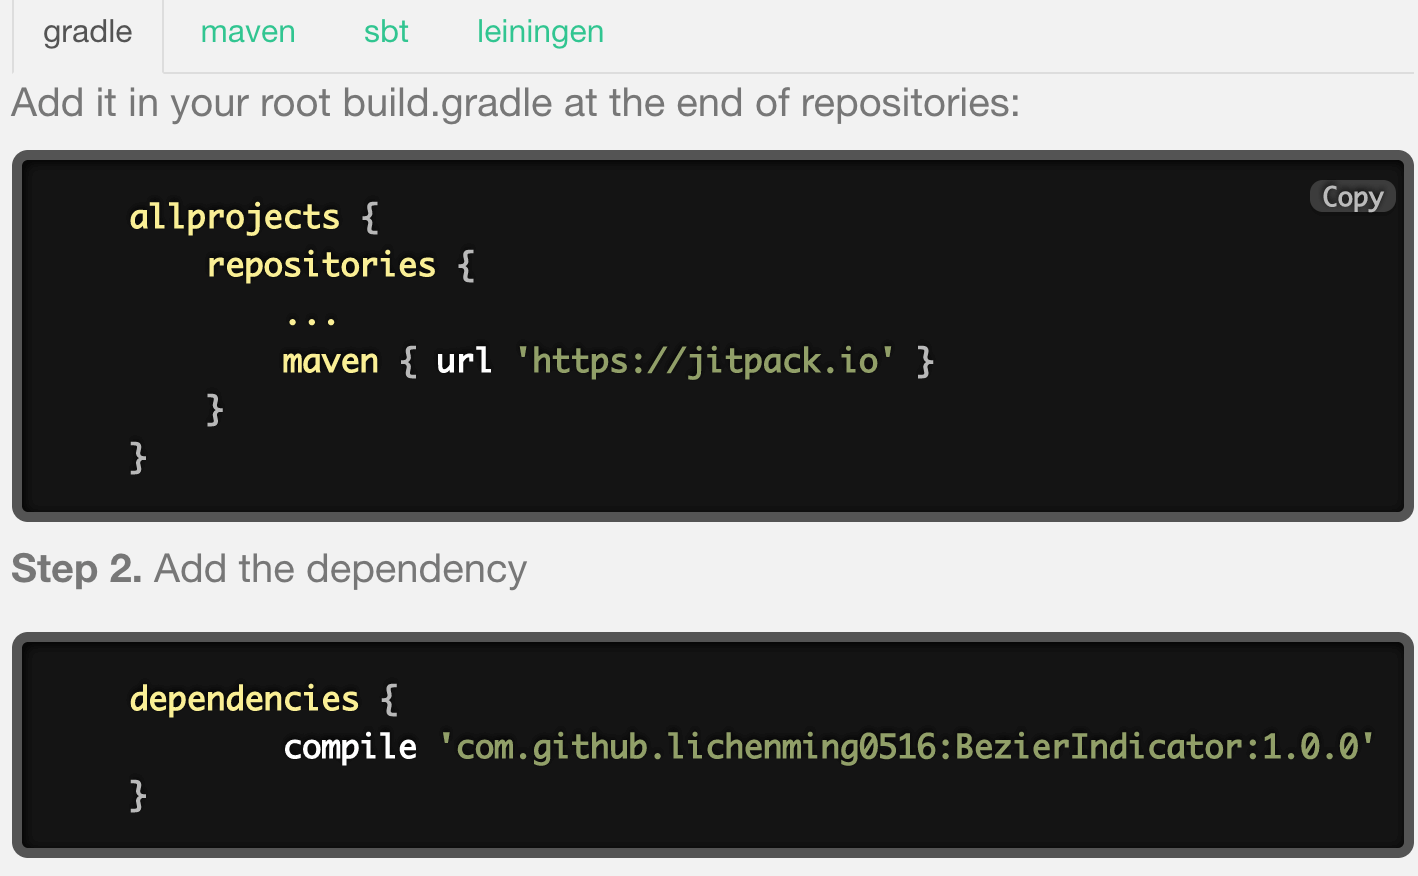 gradle maven sbt leiningen
Add it in your root build.gradle at the end of repositories:
Copy
allprojects {
repositories {
...
maven { url 'https://jitpack.io' }
}
}
Step 2. Add the dependency
dependencies {
compile 'com.github.lichenming0516:BezierIndicator:1.0.0'
}